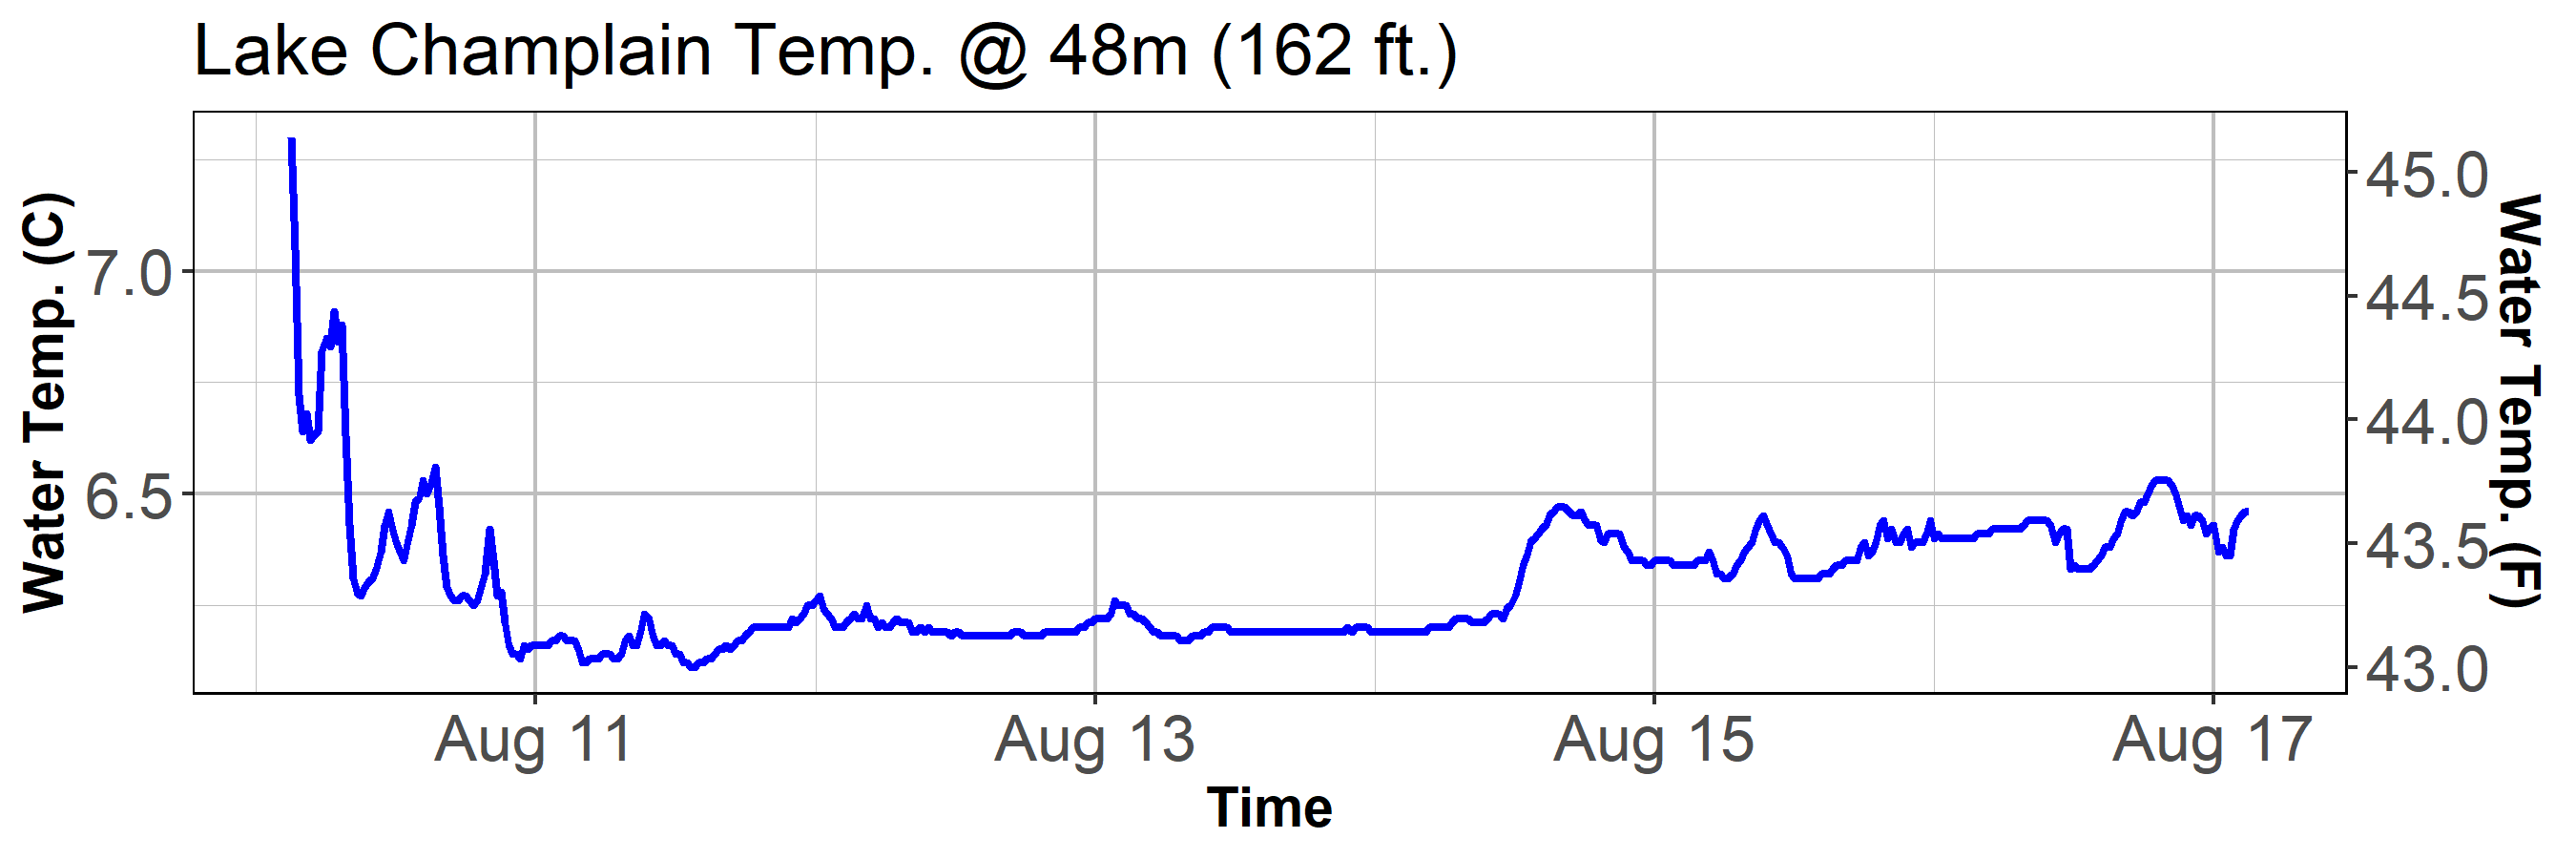 Lake Champlain Temp. @ 48m (162 ft.)
Water Temp. (C)
7.0
6.5
45.0
44.5
44.0
43.5
43.0
Water Temp. (F)
Aug 11 Aug 13 Aug 15 Aug 17
Time